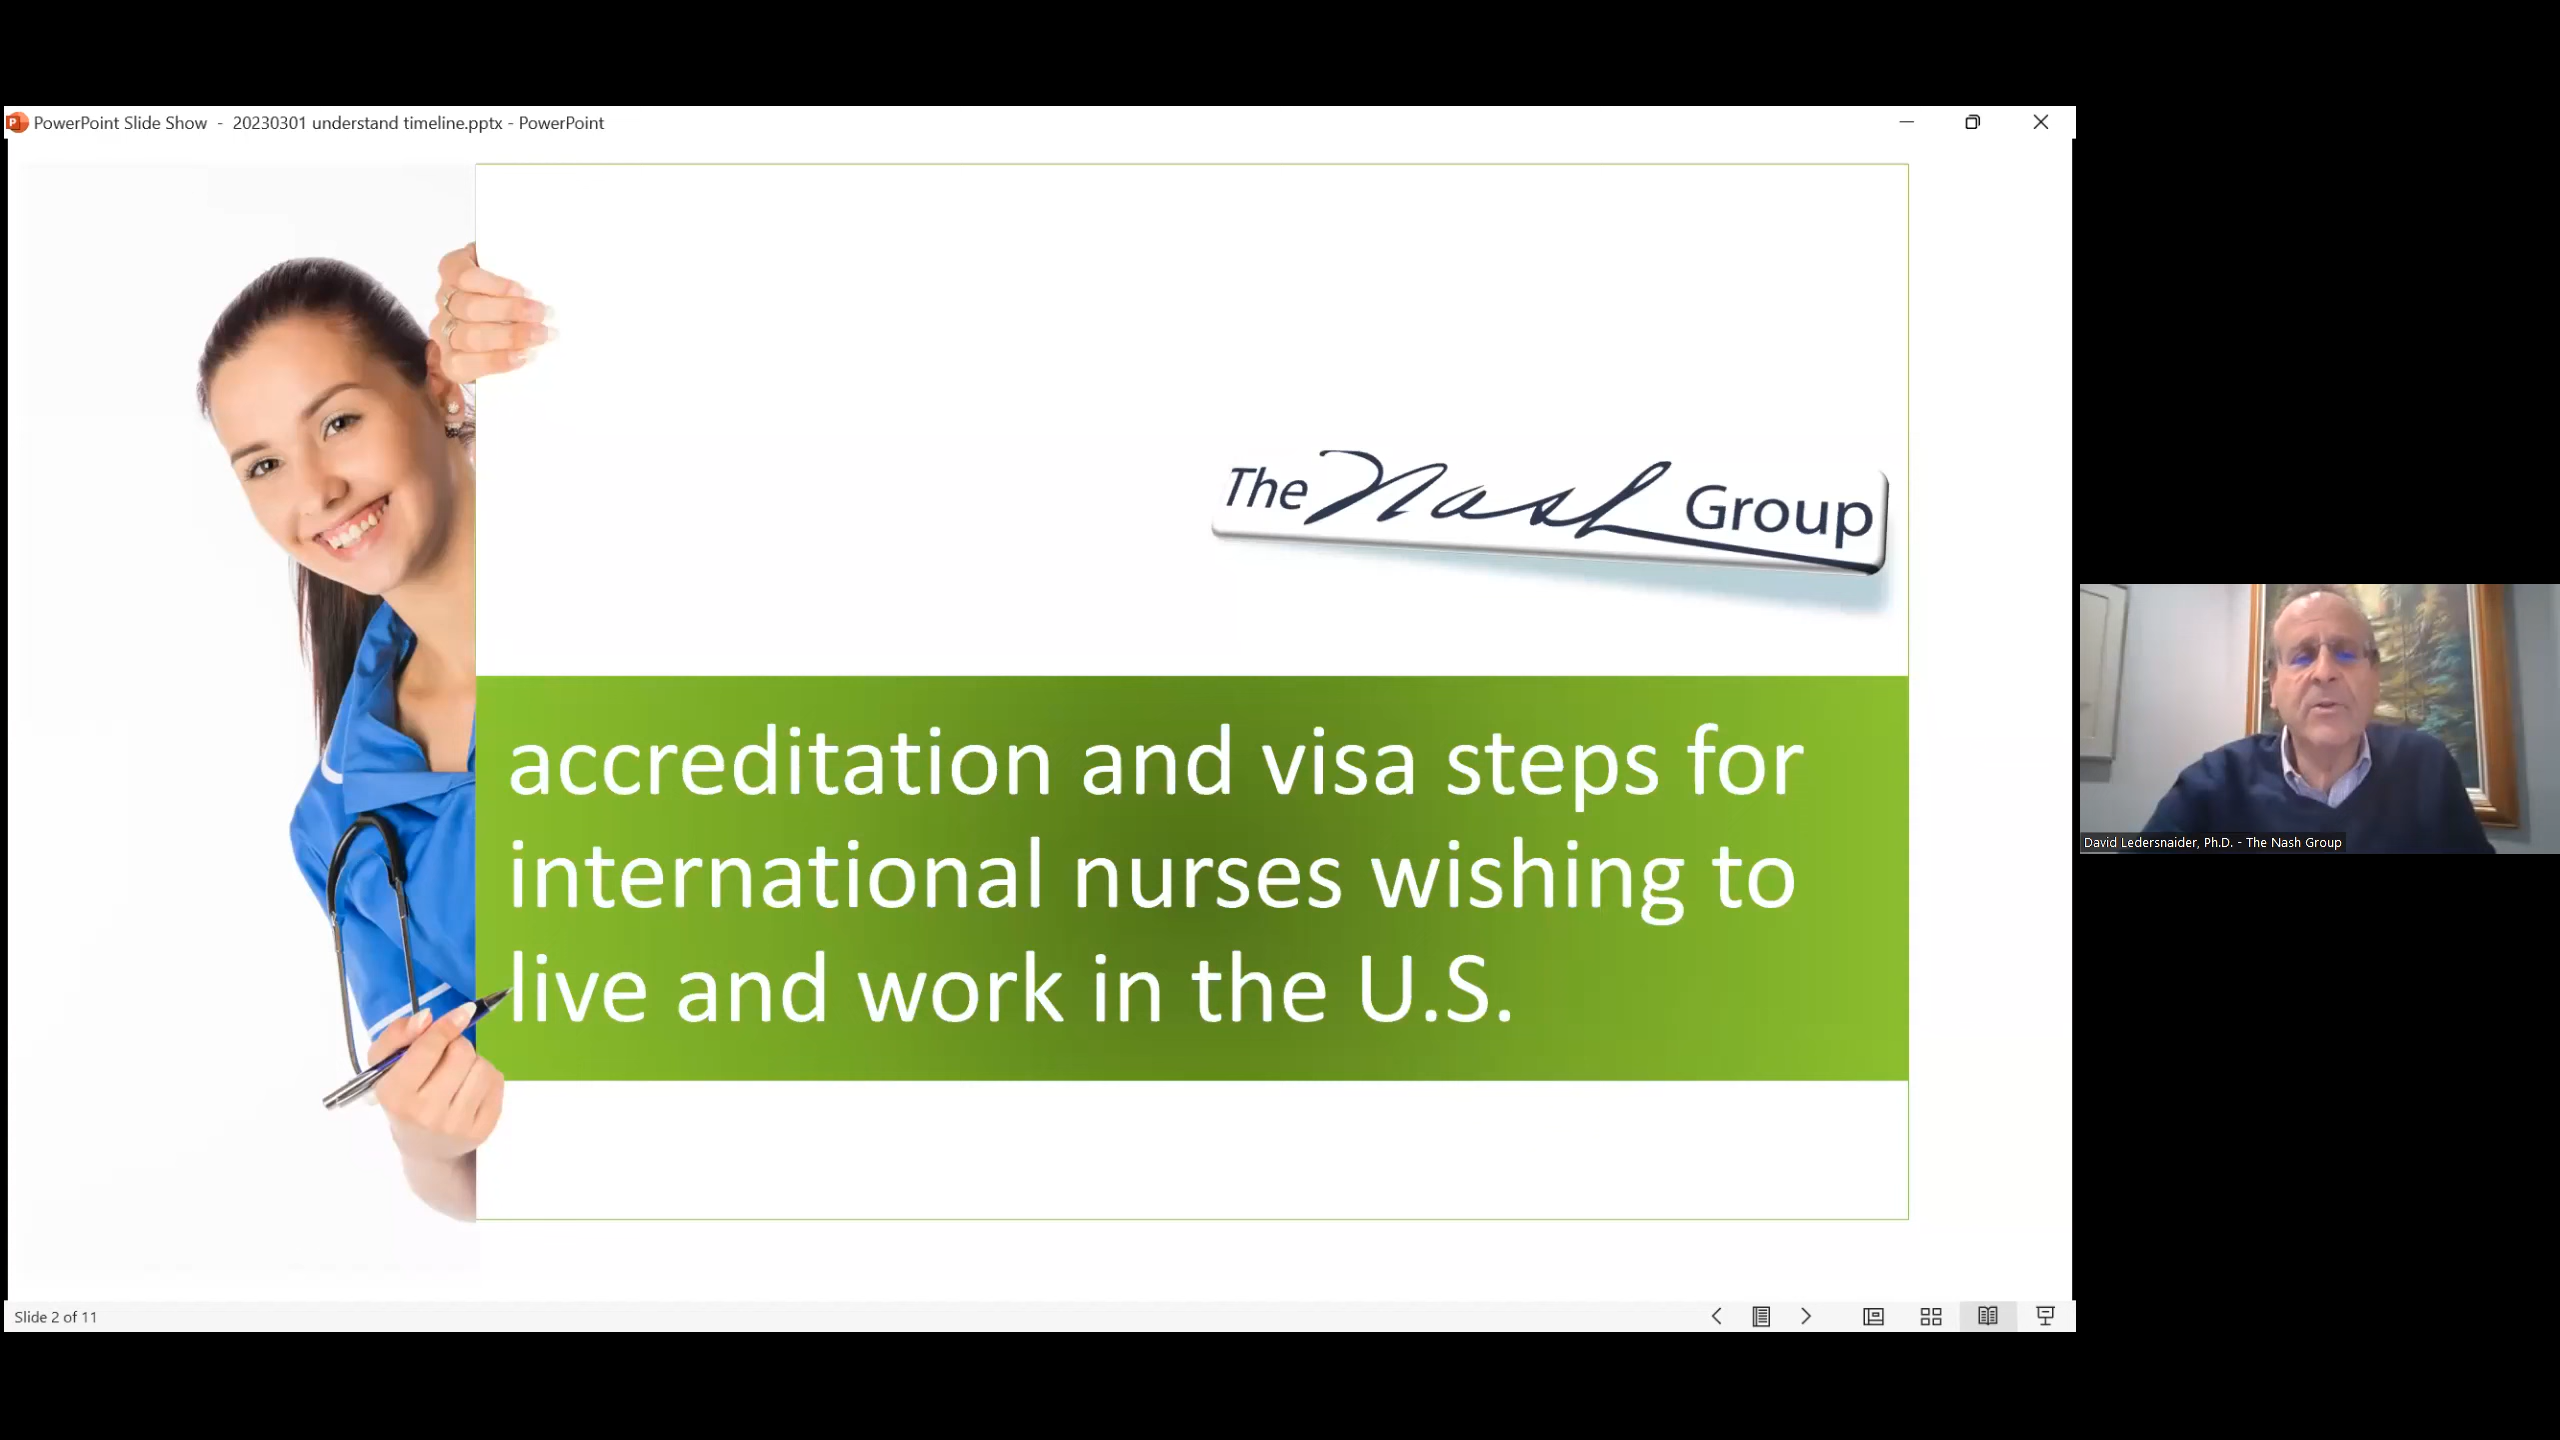 PowerPoint Slide Show - 20230301 understand timeline.pptx - PowerPoint
The Nash Group
accreditation and visa steps for
international nurses wishing to
live and work in the U.S.
David Ledersnaider, Ph.D. - The Nash Group
Slide 2 of 11